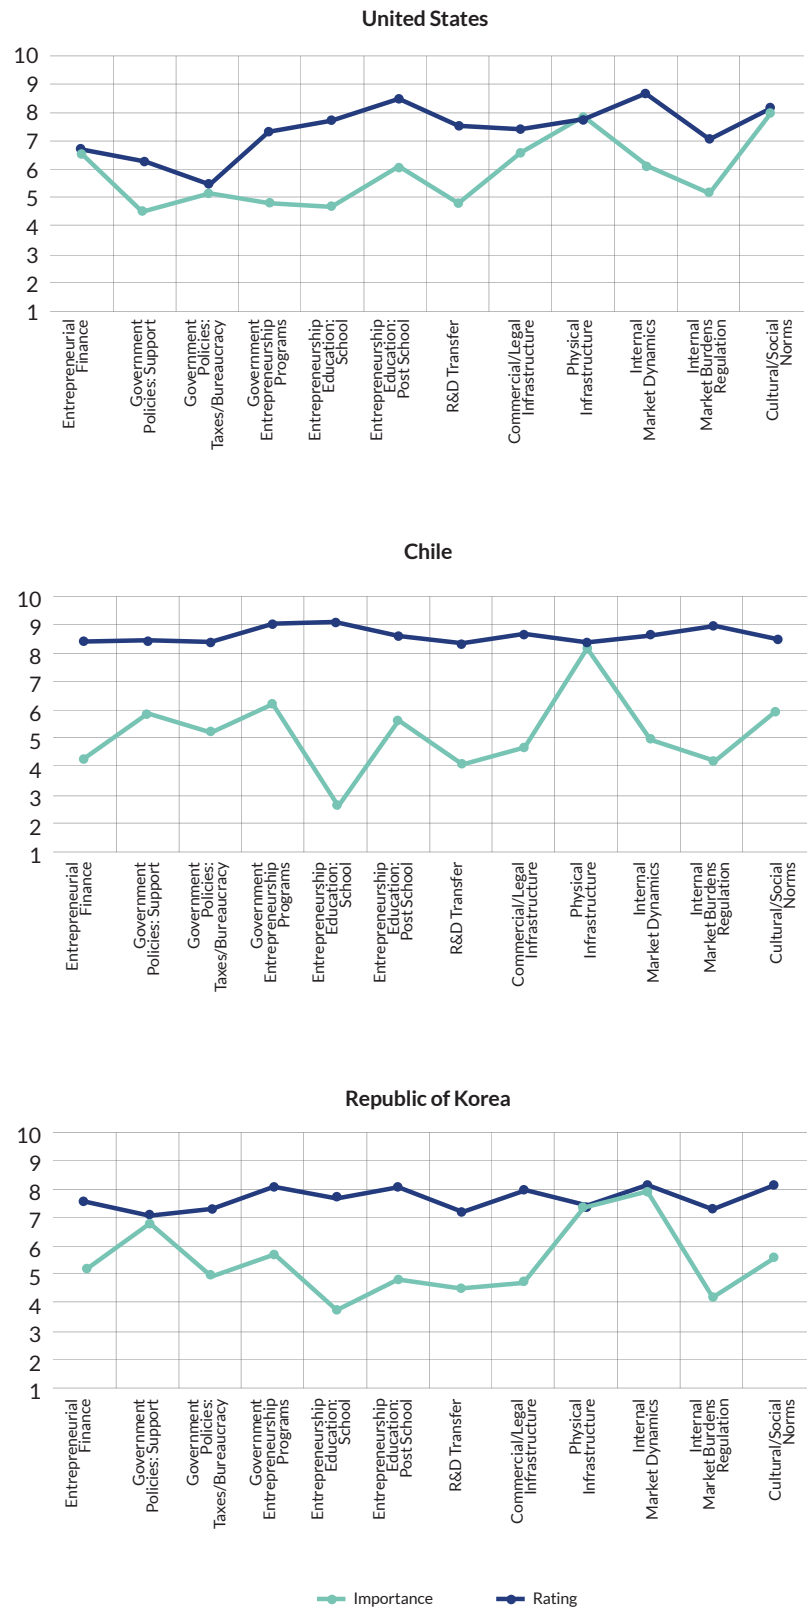 United States
10
9
8
7
6
5
4
3
2
1
Entrepreneurial
Finance
Government
Policies: Support
Government
Policies:
Taxes/Bureaucracy
Government
Entrepreneurship
Programs
Entrepreneurship
Education:
School
Entrepreneurship
Education:
Post School
R&D Transfer
Commercial/Legal
Infrastructure
Physical
Infrastructure
Internal
Market Dynamics
Internal
Market Burdens
Regulation
Cultural/Social
Norms
Chile
10
9
8
7
6
5
4
3
2
1
Entrepreneurial
Finance
Government
Policies: Support
Government
Policies:
Taxes/Bureaucracy
Government
Entrepreneurship
Programs
Entrepreneurship
Education:
School
Entrepreneurship
Education:
Post School
R&D Transfer
Commercial/Legal
Infrastructure
Physical
Infrastructure
Internal
Market Dynamics
Internal
Market Burdens
Regulation
Cultural/Social
Norms
Republic of Korea
10
9
8
7
6
5
4
3
2
1
Entrepreneurial
Finance
Government
Policies: Support
Government
Policies:
Taxes/Bureaucracy
Government
Entrepreneurship
Programs
Entrepreneurship
Education:
School
Entrepreneurship
Education:
Post School
R&D Transfer
Commercial/Legal
Infrastructure
Physical
Infrastructure
Internal
Market Dynamics
Internal
Market Burdens
Regulation
Cultural/Social
Norms
Importance
Rating